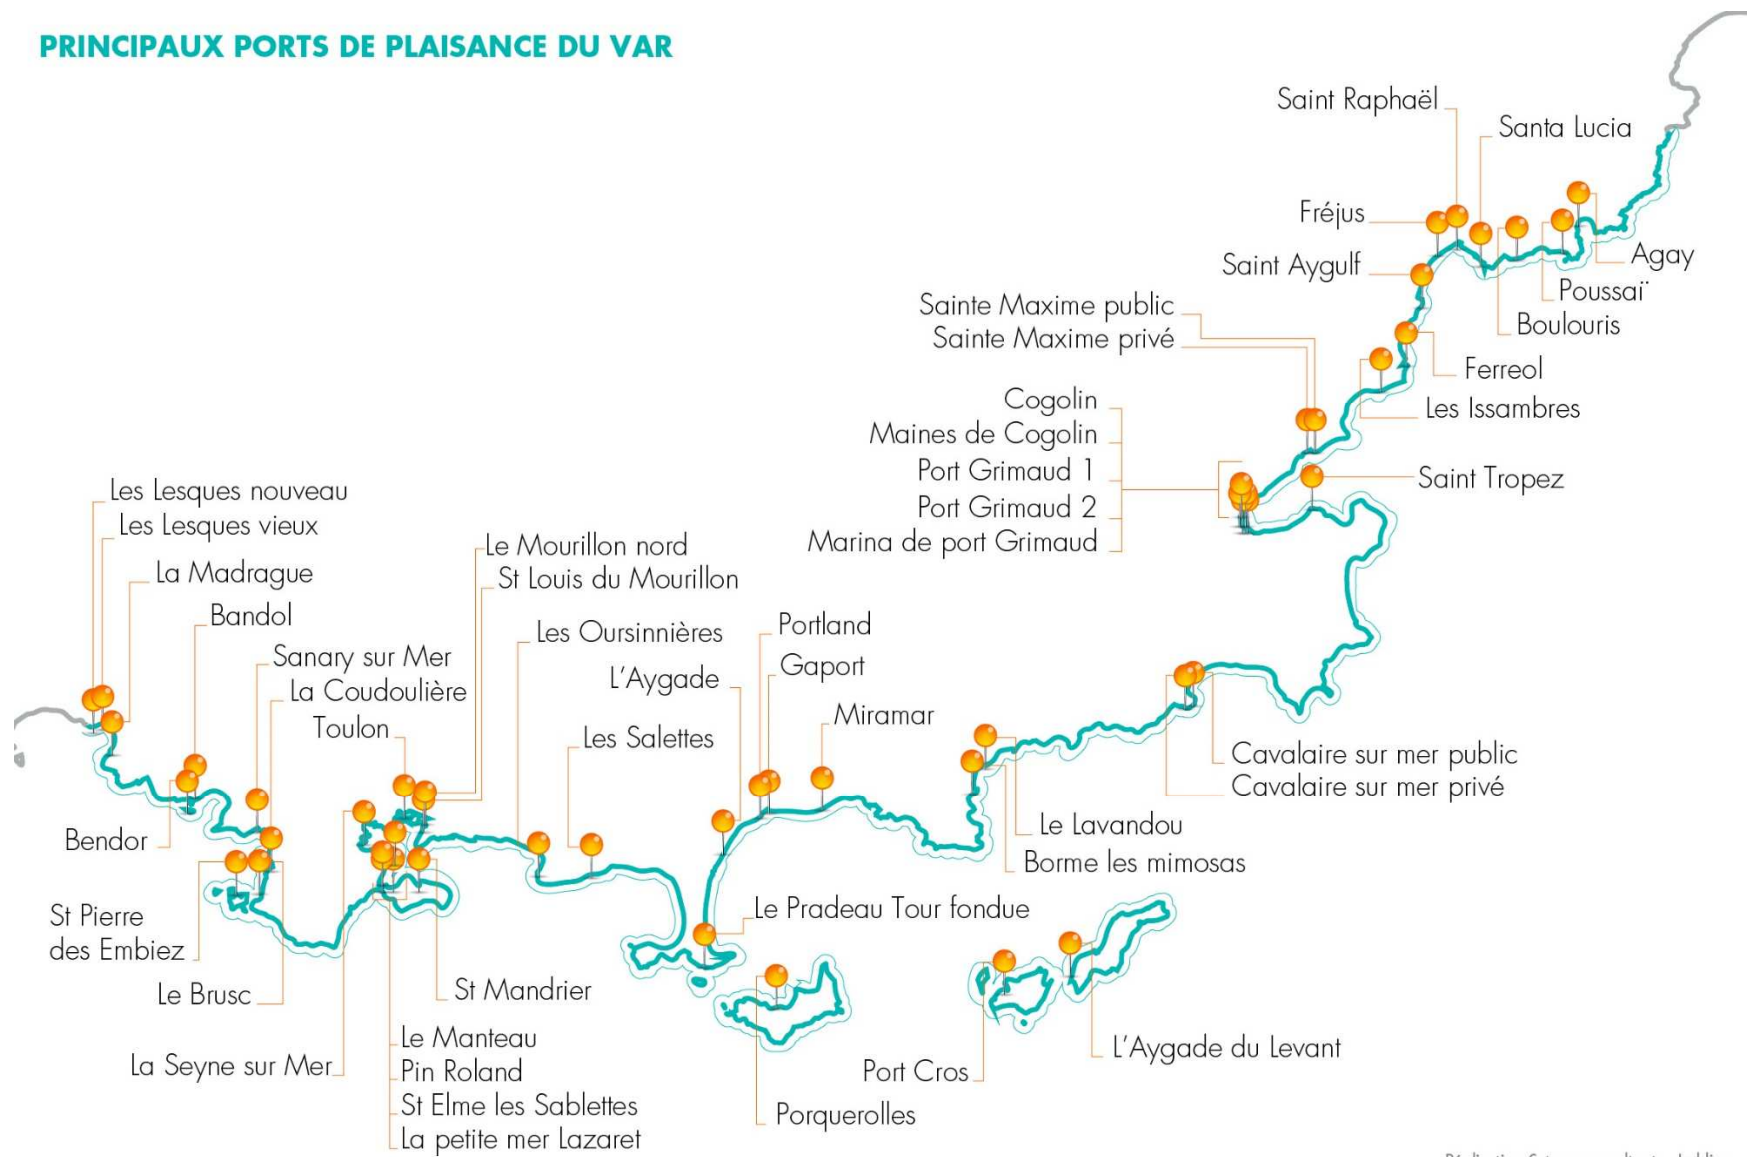 PRINCIPAUX PORTS DE PLAISANCE DU VAR
Saint Raphaël
Santa Lucia
Fréjus
Saint Aygulf
Agay
Poussaï
Boulouris
Sainte Maxime public
Sainte Maxime privé
Ferreol
Les Issambres
Cogolin
Maines de Cogolin
Port Grimaud 1
Port Grimaud 2
Marina de port Grimaud
Saint Tropez
Les Lesques nouveau
Les Lesques vieux
La Madrague
Bandol
Sanary sur Mer
La Coudoulière
Toulon
Le Mourillon nord
St Louis du Mourillon
Les Oursinnières
L'Aygade
Les Salettes
Portland
Gaport
Miramar
Cavalaire sur mer public
Cavalaire sur mer privé
Le Lavandou
Borme les mimosas
Bendor
St Pierre
des Embiez
Le Brusc
La Seyne sur Mer
St Mandrier
Le Manteau
Pin Roland
St Elme les Sablettes
La petite mer Lazaret
Le Pradeau Tour fondue
Porquerolles
Port Cros
L'Aygade du Levant